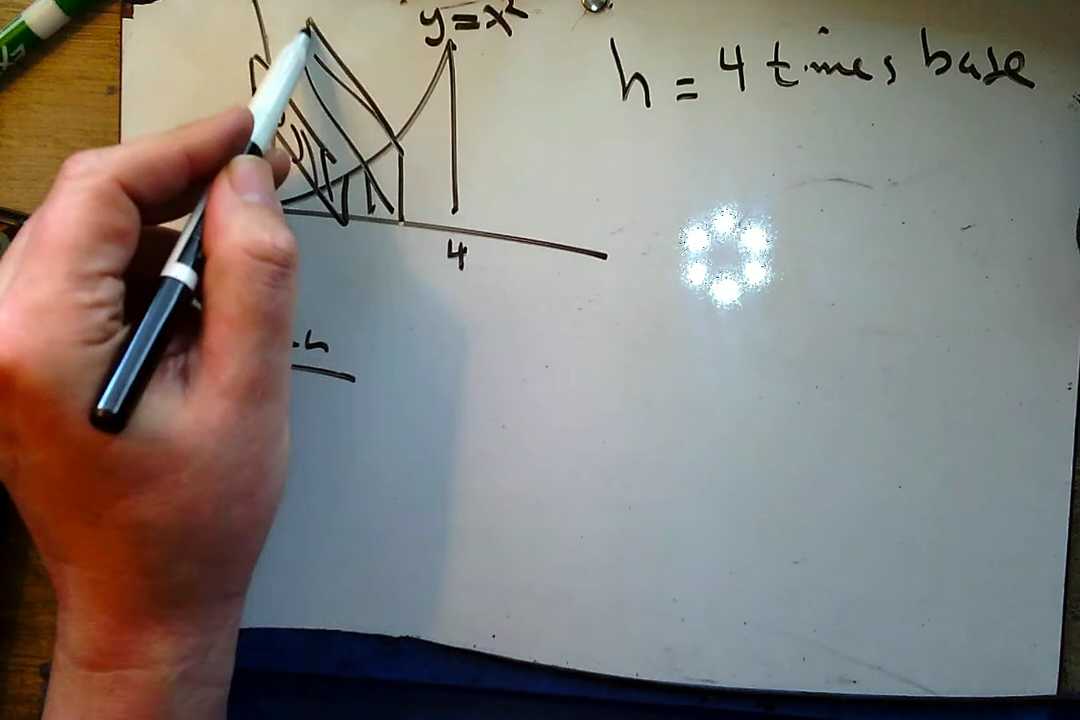 y=x²
h = 4 times base
4